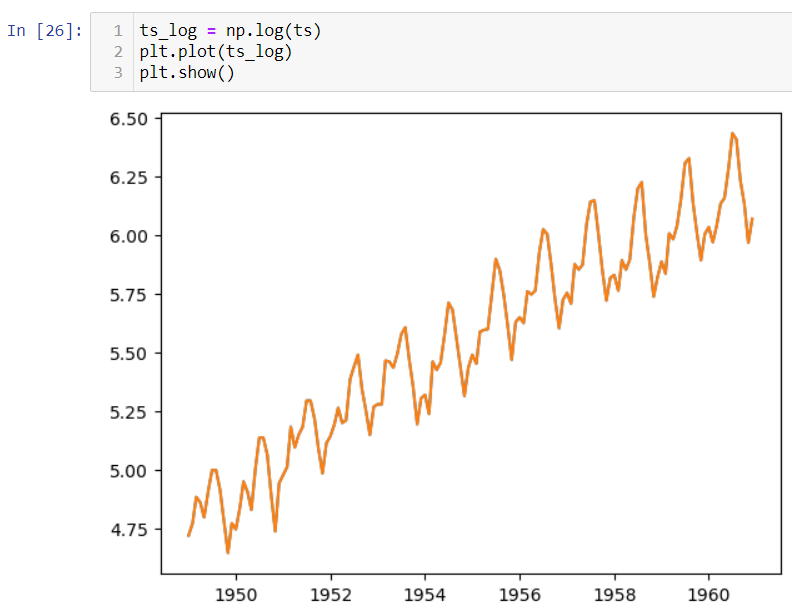 In [26]:
1 ts_log = np.log(ts)
2 plt.plot(ts_log)
3 plt.show()
6.50
6.25
6.00
5.75
5.50
5.25
5.00
4.75
1950 1952 1954 1956 1958 1960